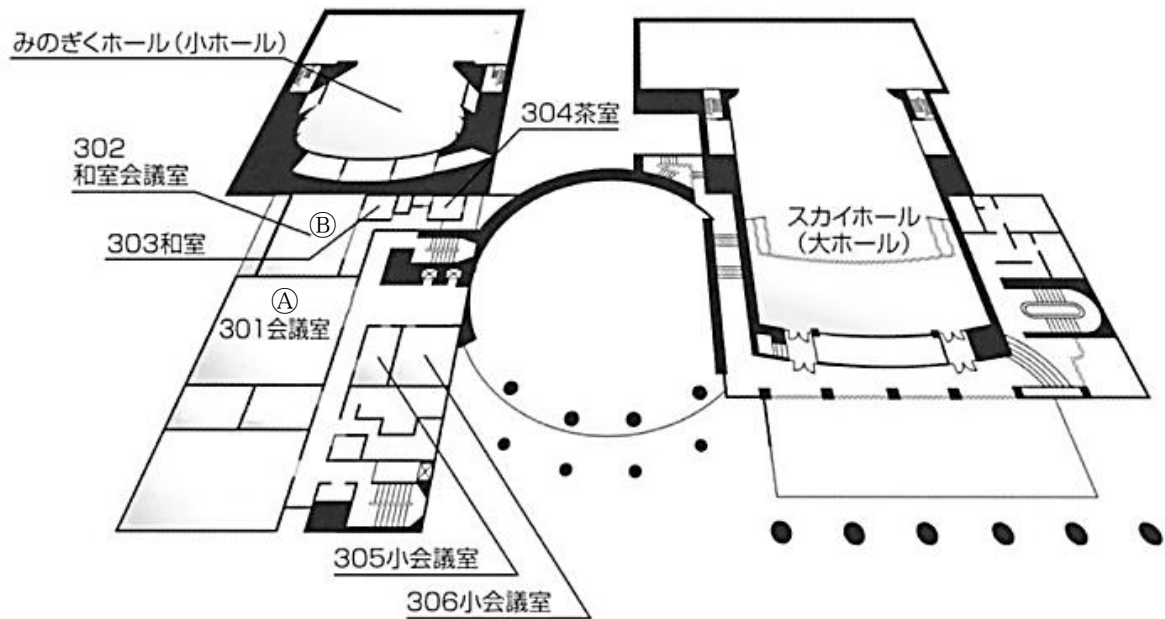 みのぎくホール(小ホール)
304茶室
302
和室会議室
Ⓑ
303和室
スカイホール
(大ホール)
Ⓐ
301会議室
305小会議室
306小会議室